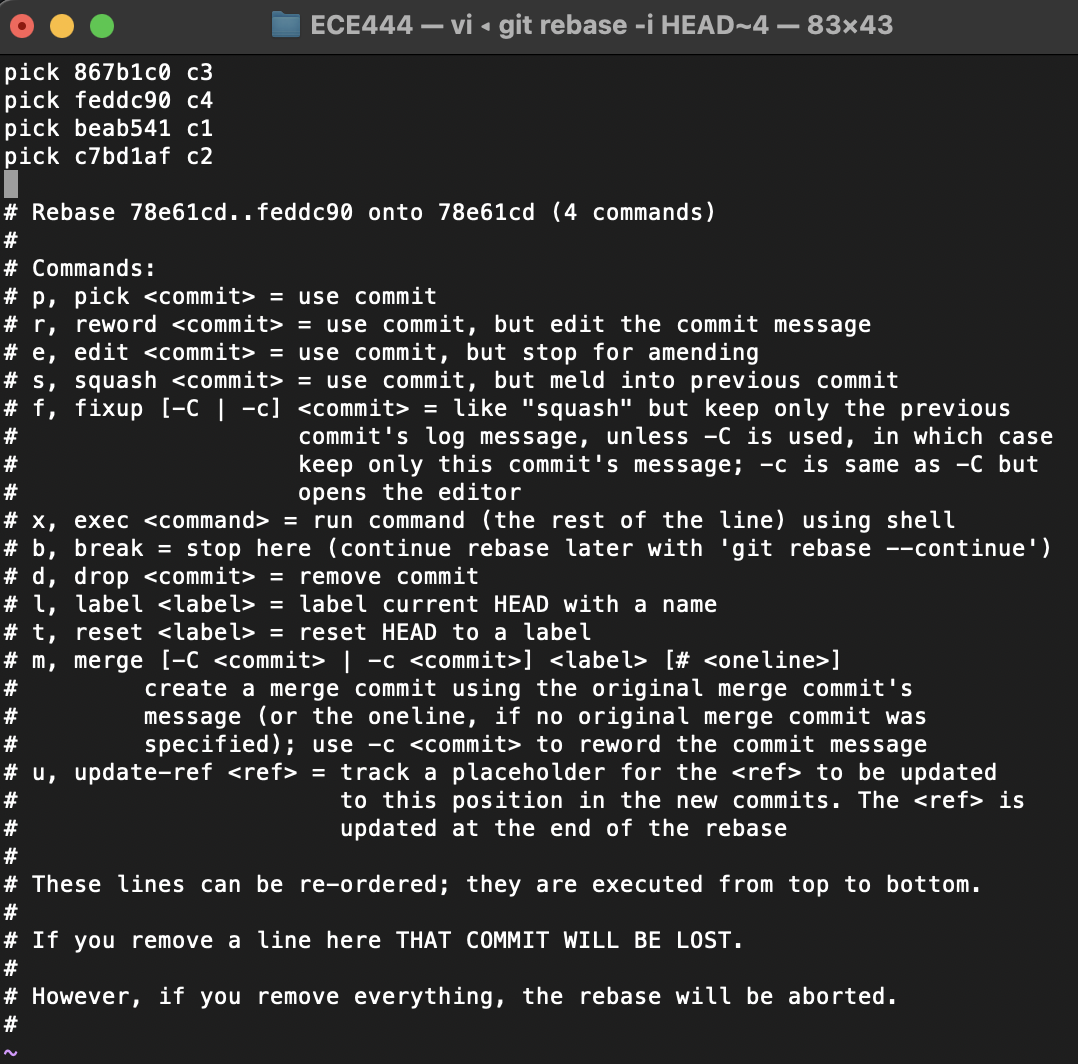 ECE444 — vi ◂ git rebase -i HEAD~4 — 83×43
pick 867b1c0 c3
pick feddc90 c4
pick beab541 c1
pick c7bd1af c2
# Rebase 78e61cd..feddc90 onto 78e61cd (4 commands)
#
# Commands:
# p, pick <commit> = use commit
# r, reword <commit> = use commit, but edit the commit message
# e, edit <commit> = use commit, but stop for amending
# s, squash <commit> = use commit, but meld into previous commit
# f, fixup [-C | -c] <commit> = like "squash" but keep only the previous
#                    commit's log message, unless -C is used, in which case
#                    keep only this commit's message; -c is same as -C but
#                    opens the editor
# x, exec <command> = run command (the rest of the line) using shell
# b, break = stop here (continue rebase later with 'git rebase --continue')
# d, drop <commit> = remove commit
# l, label <label> = label current HEAD with a name
# t, reset <label> = reset HEAD to a label
# m, merge [-C <commit> | -c <commit>] <label> [# <oneline>]
#         create a merge commit using the original merge commit's
#         message (or the oneline, if no original merge commit was
#         specified); use -c <commit> to reword the commit message
# u, update-ref <ref> = track a placeholder for the <ref> to be updated
#                       to this position in the new commits. The <ref> is
#                       updated at the end of the rebase
#
# These lines can be re-ordered; they are executed from top to bottom.
#
# If you remove a line here THAT COMMIT WILL BE LOST.
#
# However, if you remove everything, the rebase will be aborted.
#
~